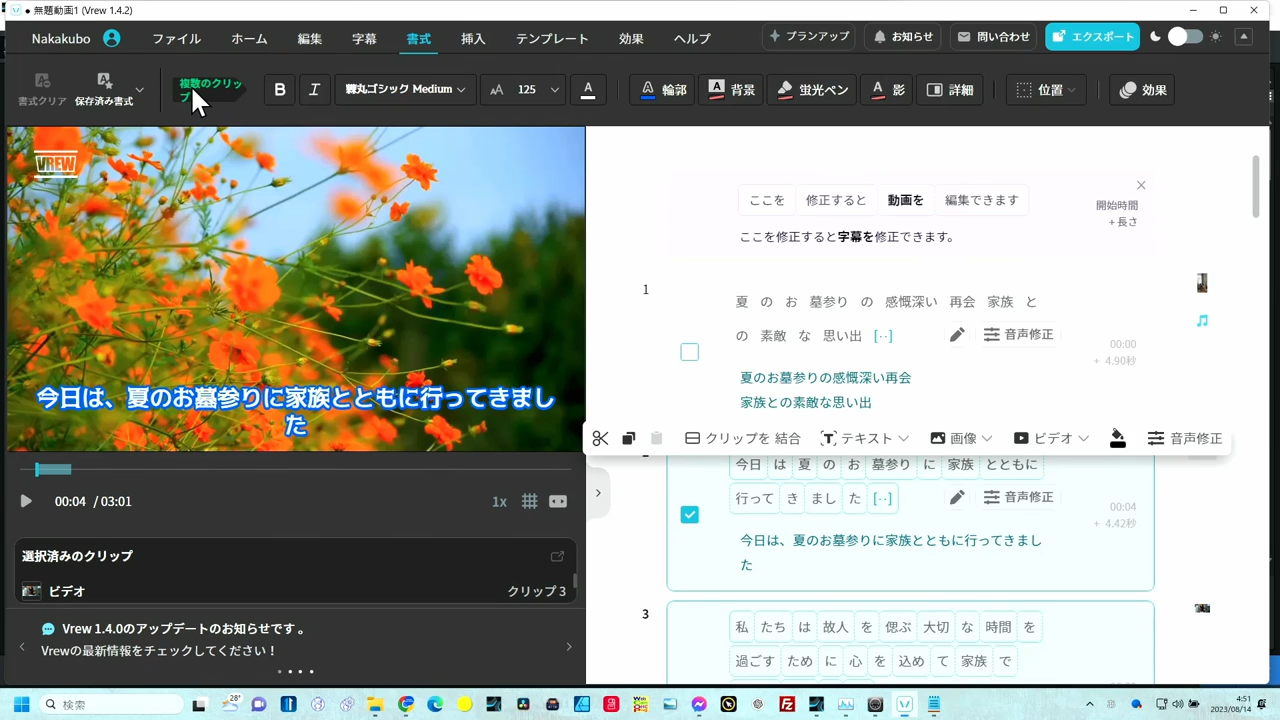 ● 無題動画1 (Vrew 1.4.2)
Nakakubo ファイル ホーム 編集 字幕 書式 挿入 テンプレート 効果 ヘルプ プランアップ お知らせ 問い合わせ エクスポート
書式クリア 保存済み書式
複数のクリッ
プ
B I Medium 125 A 輪郭 背景 蛍光ペン 影 詳細 位置 効果
VREW
今日は、夏のお墓参りに家族とともに行ってきまし
た
00:04 / 03:01 1x
選択済みのクリップ
ビデオ クリップ 3
Vrew 1.4.0のアップデートのお知らせです。
Vrewの最新情報をチェックしてください！
ここを 修正すると 動画を 編集できます
開始時間
+ 長さ
ここを修正すると字幕を修正できます。
1
夏 の お 墓参り の 感慨深い 再会 家族 と
の 素敵 な 思い出 [··] 音声修正
00:00
+ 4.90秒
夏のお墓参りの感慨深い再会
家族との素敵な思い出
クリップを 結合 テキスト 画像 ビデオ 音声修正
今日 は 夏 の お 墓参り に 家族 とともに
行って き まし た [··] 音声修正
00:04
+ 4.42秒
今日は、夏のお墓参りに家族とともに行ってきまし
た
3
私 たち は 故人 を 偲ぶ 大切 な 時間 を
過ごす ため に 心 を 込め て 家族 で
検索
28°
4:51
2023/08/14